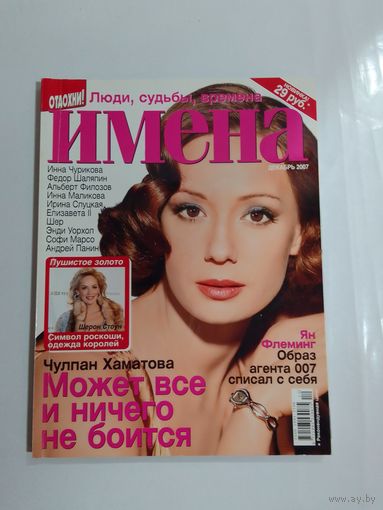 ОТДОХНИ!
Люди, судьбы, времена
НОВИНКА!
29 руб.*
имена
ДЕКАБРЬ 2007
Инна Чурикова
Федор Шаляпин
Альберт Филозов
Инна Маликова
Ирина Слуцкая
Елизавета II
Шер
Энди Уорхол
Софи Марсо
Андрей Панин
Пушистое золото
Шерон Стоун
Символ роскоши,
одежда королей
Ян
Флеминг
Образ
агента 007
списал с себя
Чулпан Хаматова
Может все
и ничего
не боится
ay.by